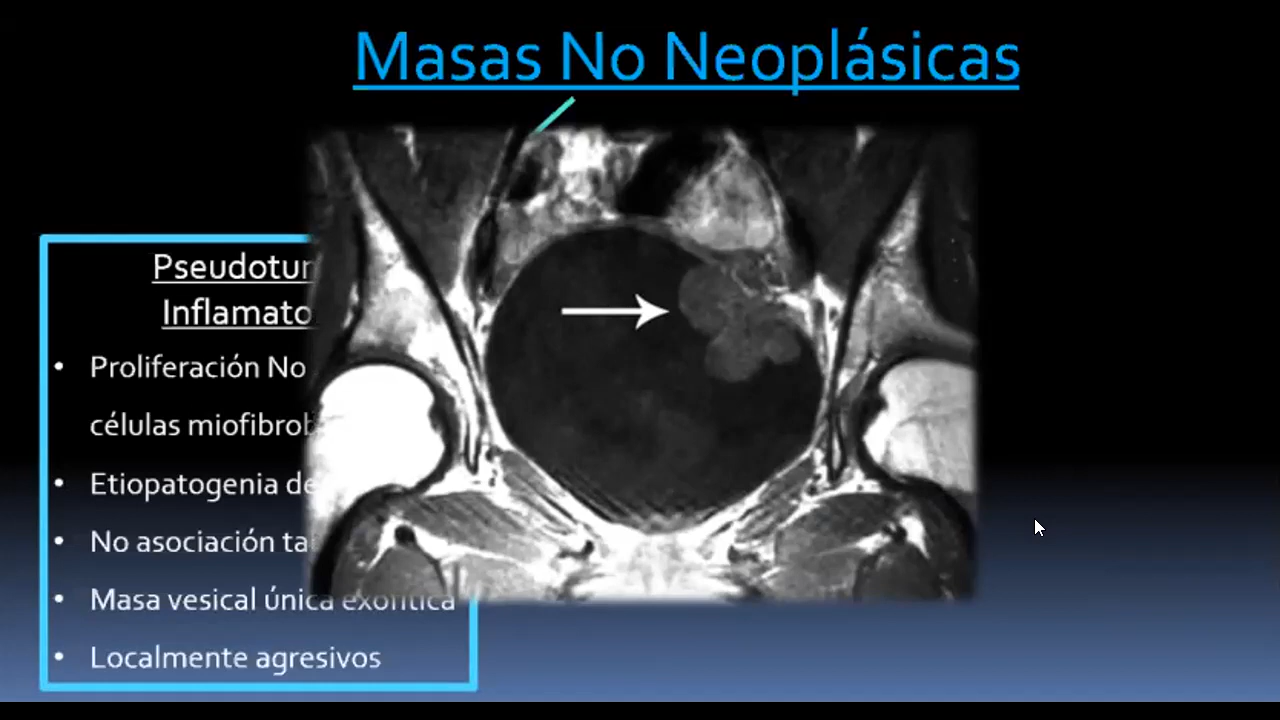 Masas No Neoplásicas
Pseudotur
Inflamato
• Proliferación No
células miofibrob
• Etiopatogenia de
• No asociación ta
• Masa vesical única exofítica
• Localmente agresivos